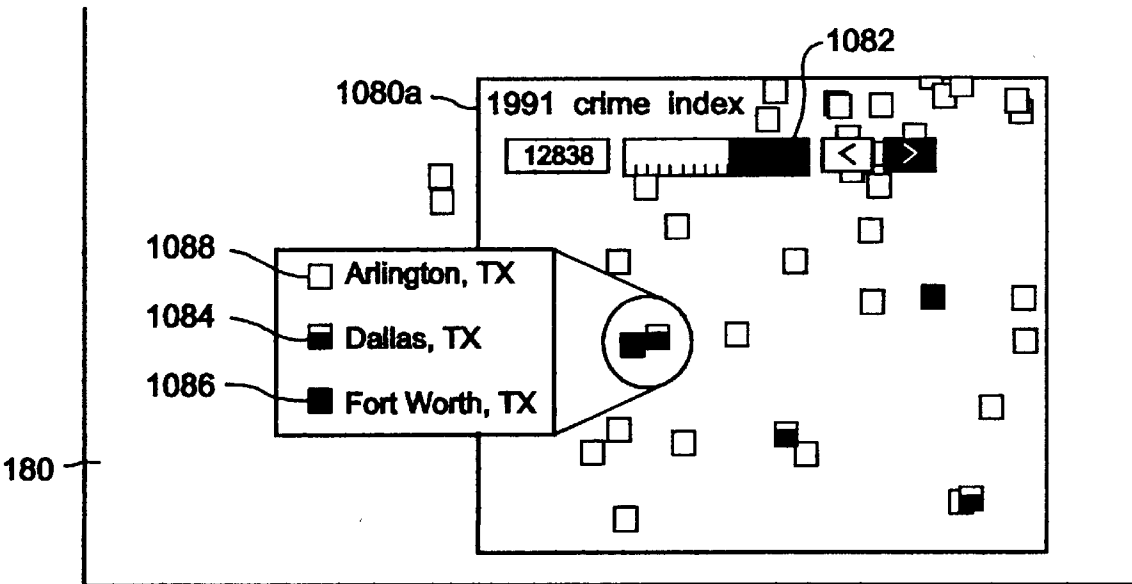 1082
1080a
1991 crime index
12838
< >
1088
Arlington, TX
1084
Dallas, TX
1086
Fort Worth, TX
180